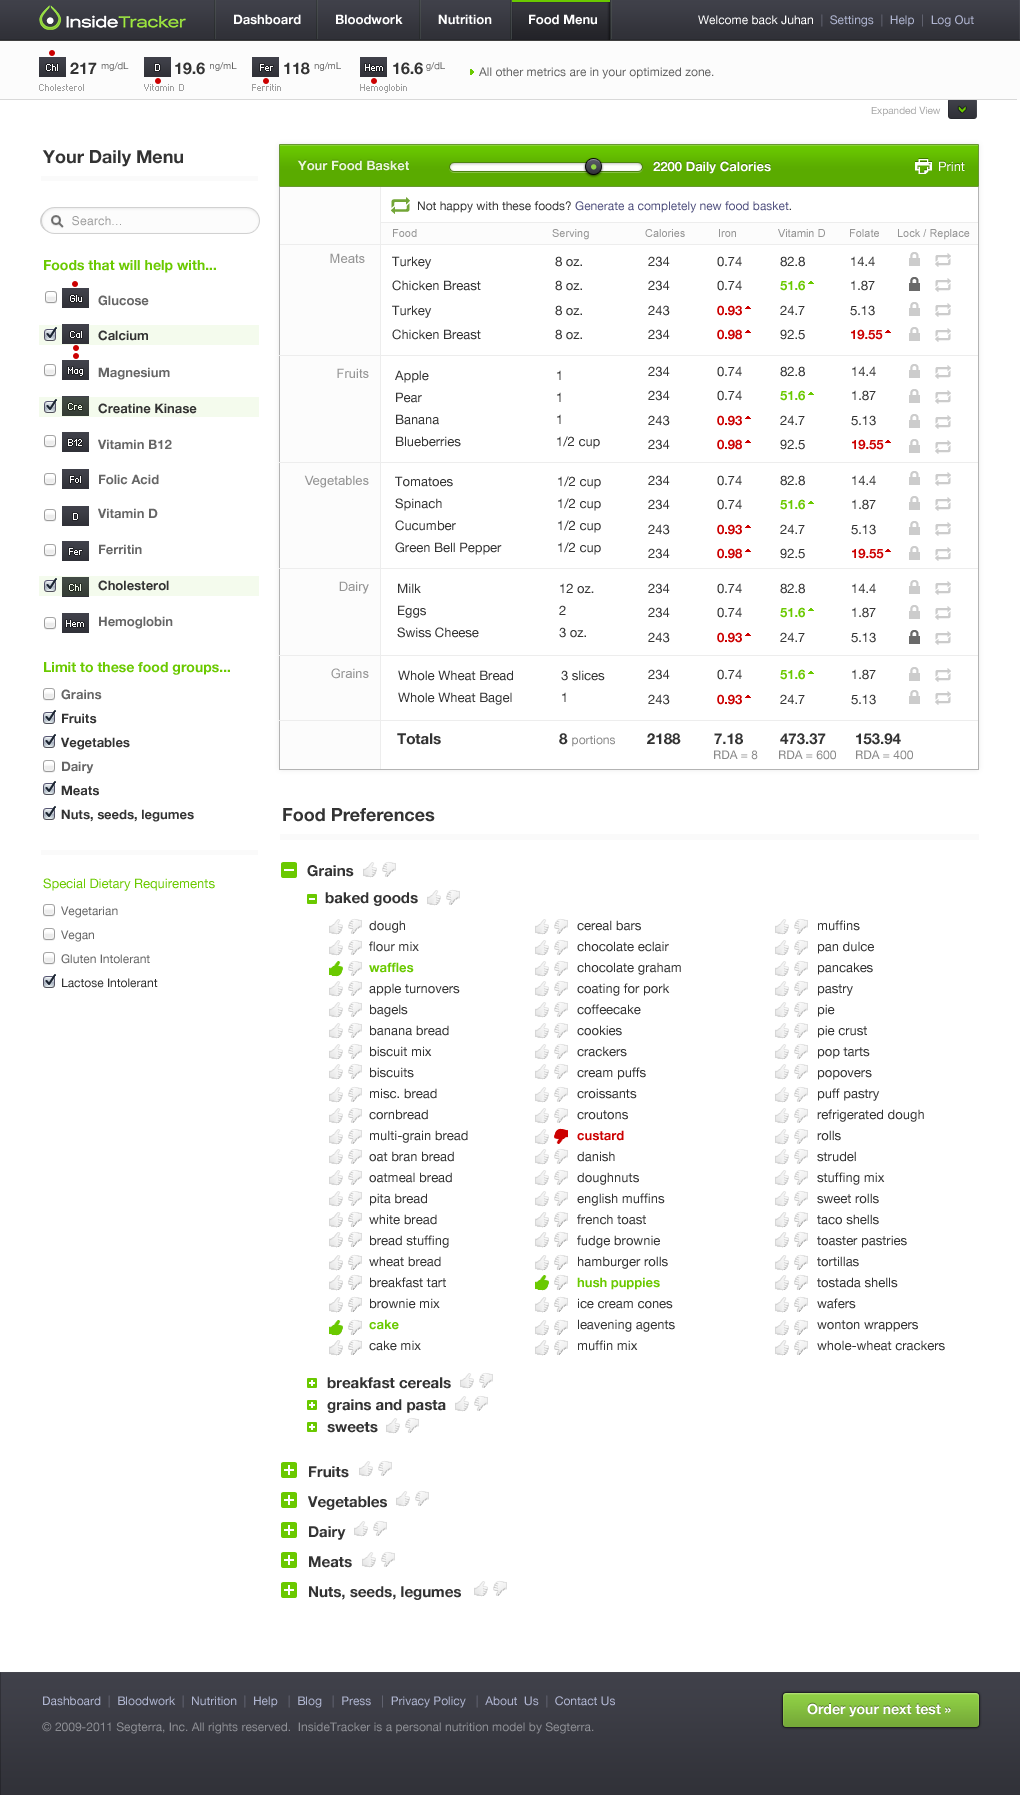 InsideTracker Dashboard Bloodwork Nutrition Food Menu Welcome back Juhan | Settings | Help | Log Out
Chl 217 mg/dL D 19.6 ng/mL Fer 118 ng/mL Hem 16.6 g/dL All other metrics are in your optimized zone.
Cholesterol Vitamin D Ferritin Hemoglobin
Expanded View
Your Daily Menu
Search...
Foods that will help with...
Glu Glucose
Cal Calcium
Mag Magnesium
Cre Creatine Kinase
B12 Vitamin B12
Fol Folic Acid
D Vitamin D
Fer Ferritin
Chl Cholesterol
Hem Hemoglobin
Limit to these food groups...
Grains
Fruits
Vegetables
Dairy
Meats
Nuts, seeds, legumes
Special Dietary Requirements
Vegetarian
Vegan
Gluten Intolerant
Lactose Intolerant
Your Food Basket 2200 Daily Calories Print
Not happy with these foods? Generate a completely new food basket.
Food Serving Calories Iron Vitamin D Folate Lock / Replace
Meats Turkey 8 oz. 234 0.74 82.8 14.4
Chicken Breast 8 oz. 234 0.74 51.6 1.87
Turkey 8 oz. 243 0.93 24.7 5.13
Chicken Breast 8 oz. 234 0.98 92.5 19.55
Fruits Apple 1 234 0.74 82.8 14.4
Pear 1 234 0.74 51.6 1.87
Banana 1 243 0.93 24.7 5.13
Blueberries 1/2 cup 234 0.98 92.5 19.55
Vegetables Tomatoes 1/2 cup 234 0.74 82.8 14.4
Spinach 1/2 cup 234 0.74 51.6 1.87
Cucumber 1/2 cup 243 0.93 24.7 5.13
Green Bell Pepper 1/2 cup 234 0.98 92.5 19.55
Dairy Milk 12 oz. 234 0.74 82.8 14.4
Eggs 2 234 0.74 51.6 1.87
Swiss Cheese 3 oz. 243 0.93 24.7 5.13
Grains Whole Wheat Bread 3 slices 234 0.74 51.6 1.87
Whole Wheat Bagel 1 243 0.93 24.7 5.13
Totals 8 portions 2188 7.18 473.37 153.94
RDA = 8 RDA = 600 RDA = 400
Food Preferences
Grains
baked goods
dough cereal bars muffins
flour mix chocolate eclair pan dulce
waffles chocolate graham pancakes
apple turnovers coating for pork pastry
bagels coffeecake pie
banana bread cookies pie crust
biscuit mix crackers pop tarts
biscuits cream puffs popovers
misc. bread croissants puff pastry
cornbread croutons refrigerated dough
multi-grain bread custard rolls
oat bran bread danish strudel
oatmeal bread doughnuts stuffing mix
pita bread english muffins sweet rolls
white bread french toast taco shells
bread stuffing fudge brownie toaster pastries
wheat bread hamburger rolls tortillas
breakfast tart hush puppies tostada shells
brownie mix ice cream cones wafers
cake leavening agents wonton wrappers
cake mix muffin mix whole-wheat crackers
breakfast cereals
grains and pasta
sweets
Fruits
Vegetables
Dairy
Meats
Nuts, seeds, legumes
Dashboard | Bloodwork | Nutrition | Help | Blog | Press | Privacy Policy | About Us | Contact Us
© 2009-2011 Segterra, Inc. All rights reserved. InsideTracker is a personal nutrition model by Segterra.
Order your next test »